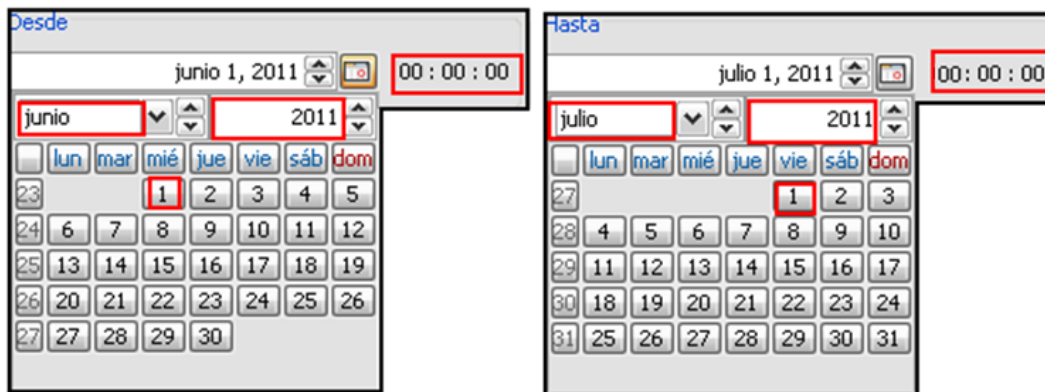 Desde
junio 1, 2011
00 : 00 : 00
junio 2011
lun mar mié jue vie sáb dom
23 1 2 3 4 5
24 6 7 8 9 10 11 12
25 13 14 15 16 17 18 19
26 20 21 22 23 24 25 26
27 27 28 29 30
Hasta
julio 1, 2011
00 : 00 : 00
julio 2011
lun mar mié jue vie sáb dom
27 1 2 3
28 4 5 6 7 8 9 10
29 11 12 13 14 15 16 17
30 18 19 20 21 22 23 24
31 25 26 27 28 29 30 31